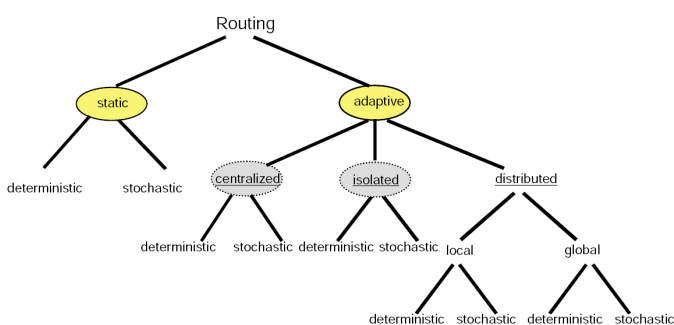 Routing
static
adaptive
deterministic
stochastic
centralized
isolated
distributed
deterministic
stochastic
deterministic
stochastic
local
global
deterministic
stochastic
deterministic
stochastic